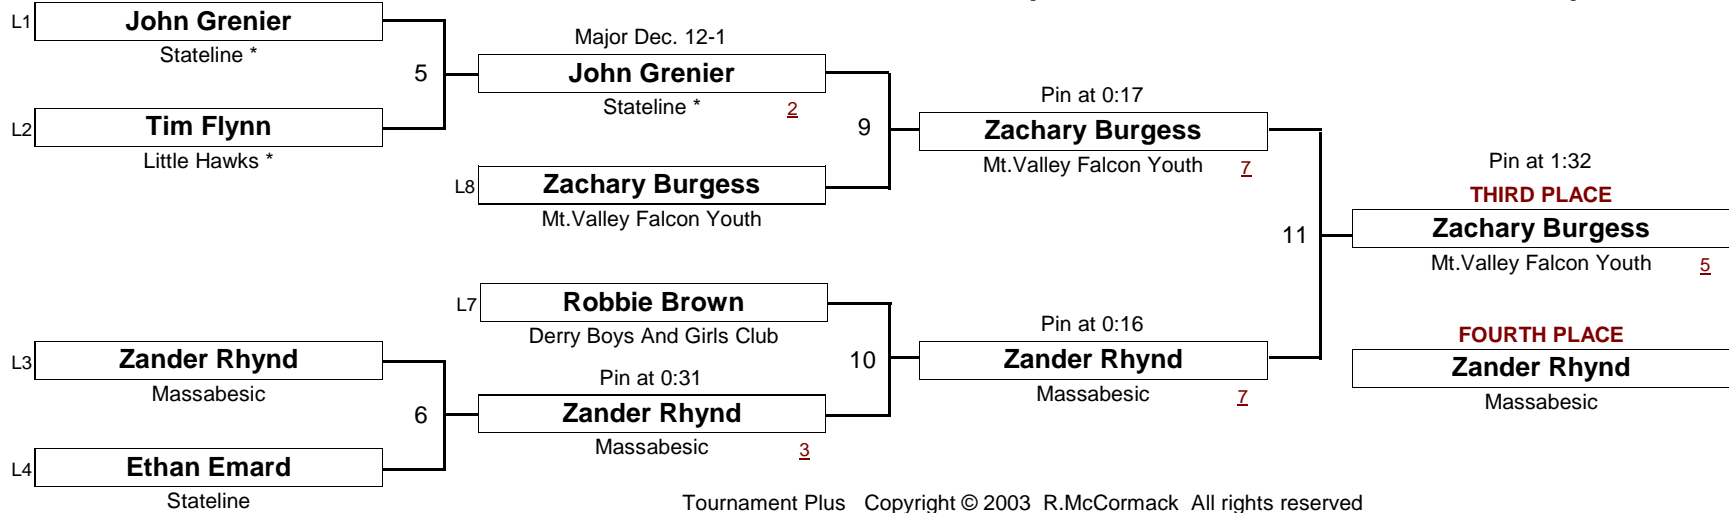 L1 John Grenier
Stateline *
5
L2 Tim Flynn
Little Hawks *
Major Dec. 12-1
John Grenier
Stateline * 2
9
L8 Zachary Burgess
Mt.Valley Falcon Youth
Pin at 0:17
Zachary Burgess
Mt.Valley Falcon Youth 7
Pin at 1:32
THIRD PLACE
11
Zachary Burgess
Mt.Valley Falcon Youth 5
L7 Robbie Brown
Derry Boys And Girls Club
10
L3 Zander Rhynd
Massabesic
6
Pin at 0:31
Zander Rhynd
Massabesic 3
Pin at 0:16
Zander Rhynd
Massabesic 7
FOURTH PLACE
Zander Rhynd
Massabesic
L4 Ethan Emard
Stateline
Tournament Plus Copyright © 2003 R.McCormack All rights reserved